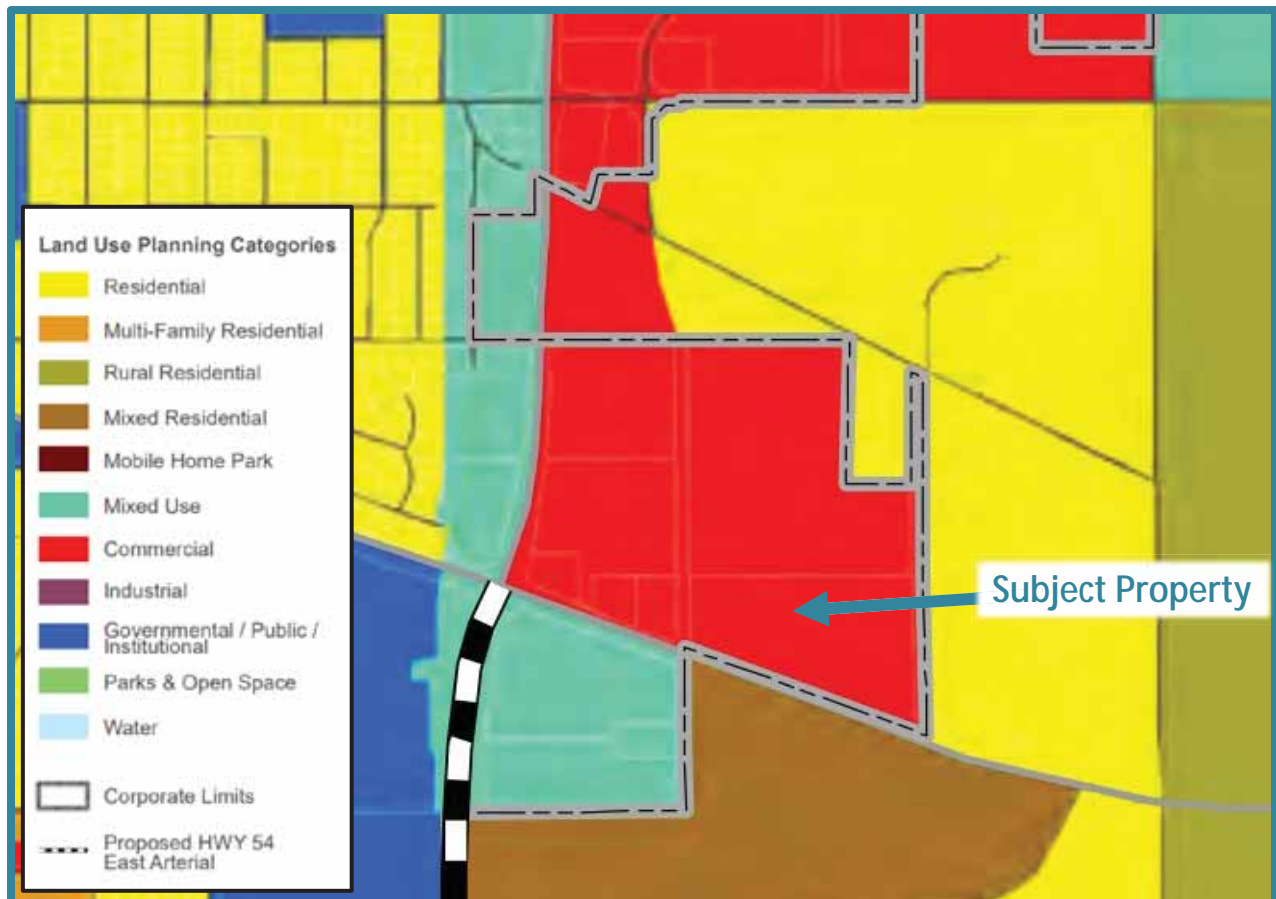 Land Use Planning Categories
Residential
Multi-Family Residential
Rural Residential
Mixed Residential
Mobile Home Park
Mixed Use
Commercial
Industrial
Governmental / Public /
Institutional
Parks & Open Space
Water
Corporate Limits
Proposed HWY 54
East Arterial
Subject Property